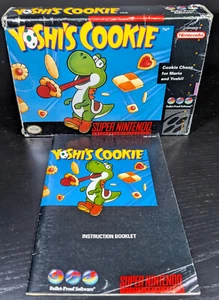 YOSHI'S COOKIE
Nintendo
Cookie Chaos
for Mario
and Yoshi!
SUPER NINTENDO
YOSHI'S COOKIE
INSTRUCTION BOOKLET
Bullet-Proof Software
SUPER NINTENDO